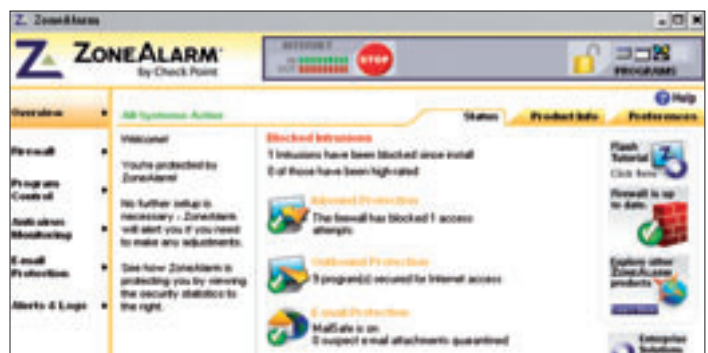 ZoneAlarm
ZONEALARM
by Check Point
INTERNET
IN
OUT
STOP
PROGRAMS
Help
Overview
Firewall
Program
Control
Antivirus
Monitoring
E-mail
Protection
Alerts & Logs
All Systems Active
Status
Product Info
Preferences
Welcome!
You're protected by
ZoneAlarm!
No further setup is
necessary - ZoneAlarm
will alert you if you need
to make any adjustments.
See how ZoneAlarm is
protecting you by viewing
the security statistics to
the right.
Blocked Intrusions
1 Intrusions have been blocked since install
0 of those have been high-rated
Inbound Protection
The firewall has blocked 1 access
attempts
Outbound Protection
9 program(s) secured for Internet access
E-mail Protection
MailSafe is on
0 suspect e-mail attachments quarantined
Flash
Tutorial
Click here
Firewall is up
to date.
Explore other
ZoneAlarm
products
Enterprise
Solutions